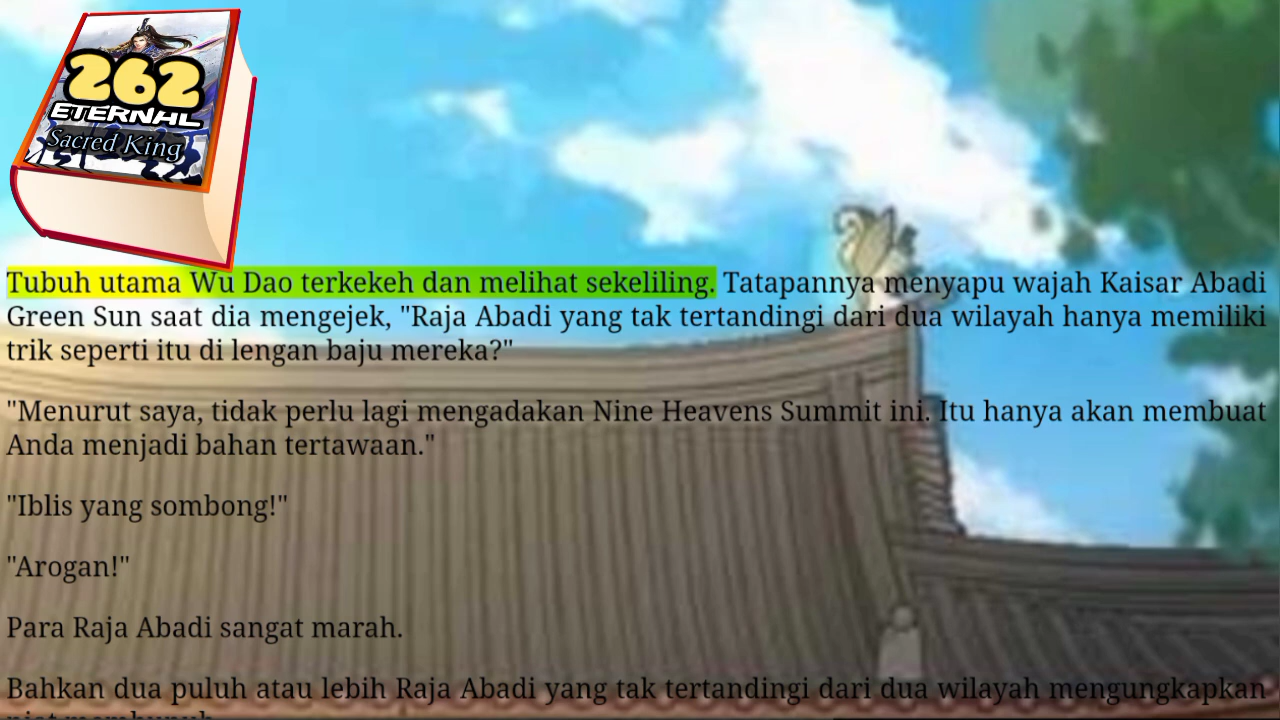 262
ETERNAL
Sacred King
Tubuh utama Wu Dao terkekeh dan melihat sekeliling. Tatapannya menyapu wajah Kaisar Abadi
Green Sun saat dia mengejek, "Raja Abadi yang tak tertandingi dari dua wilayah hanya memiliki
trik seperti itu di lengan baju mereka?"
"Menurut saya, tidak perlu lagi mengadakan Nine Heavens Summit ini. Itu hanya akan membuat
Anda menjadi bahan tertawaan."
"Iblis yang sombong!"
"Arogan!"
Para Raja Abadi sangat marah.
Bahkan dua puluh atau lebih Raja Abadi yang tak tertandingi dari dua wilayah mengungkapkan
niat membunuh